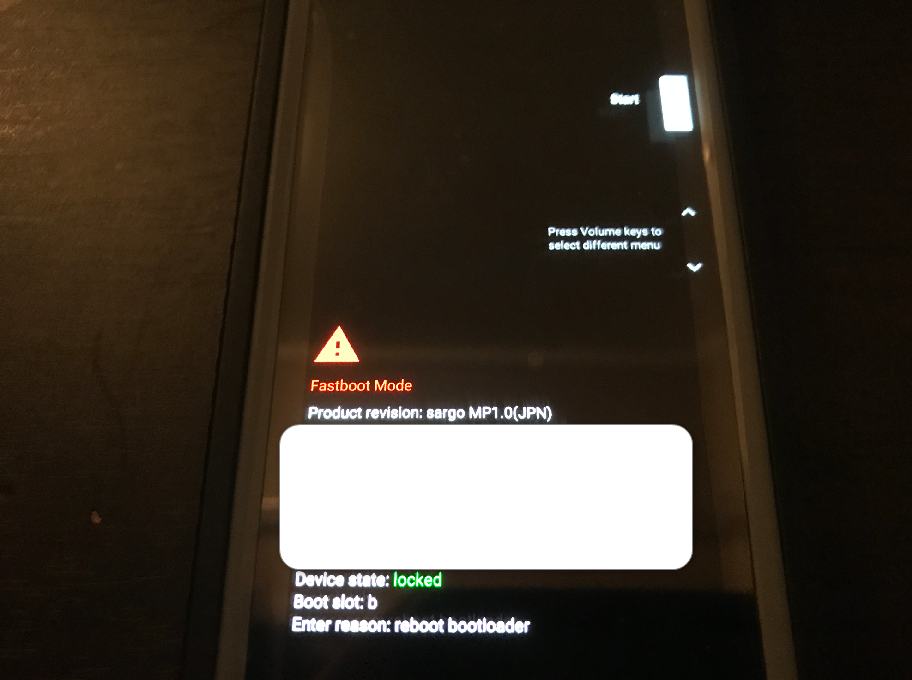 Start
Press Volume keys to
select different menu
Fastboot Mode
Product revision: sargo MP1.0(JPN)
Device state: locked
Boot slot: b
Enter reason: reboot bootloader